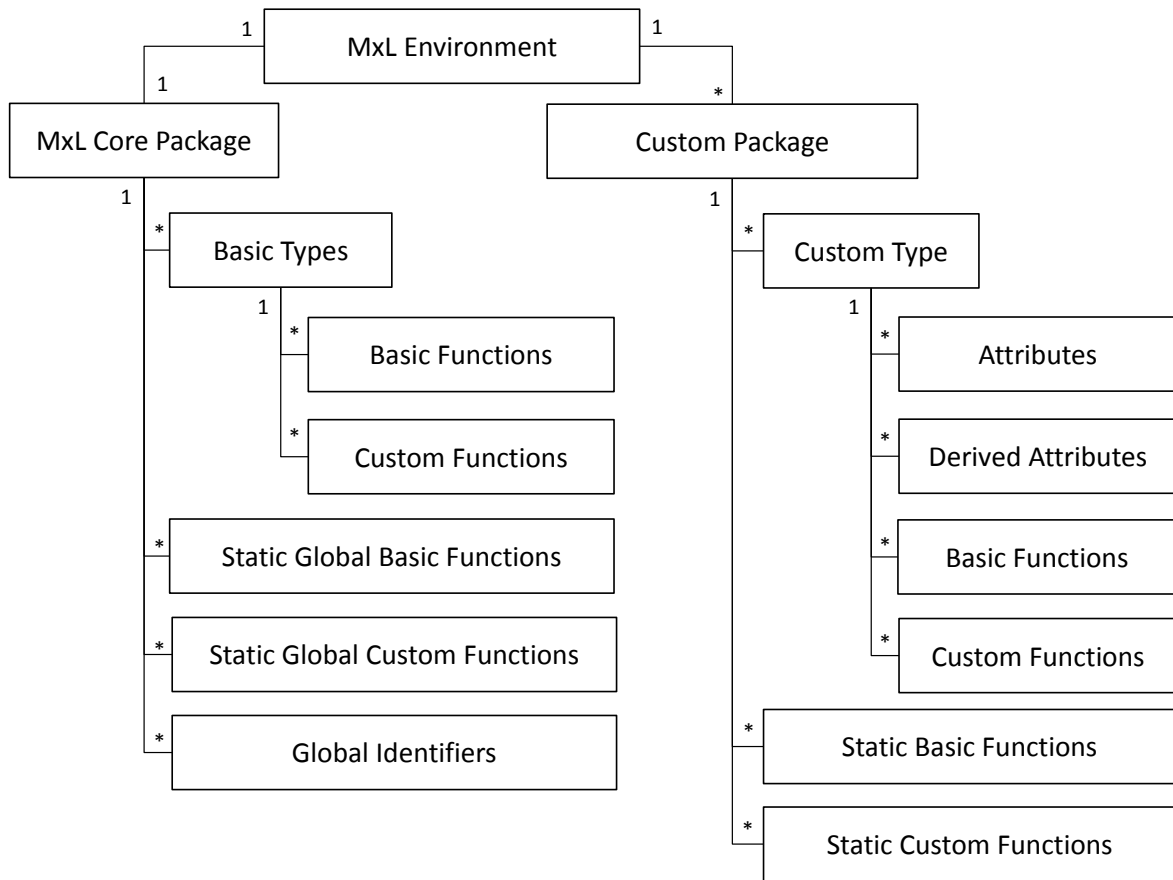 1
MxL Environment
1
1
*
MxL Core Package
Custom Package
1
1
*
Basic Types
*
Custom Type
1
1
*
Basic Functions
*
Attributes
*
Custom Functions
*
Derived Attributes
*
Static Global Basic Functions
*
Basic Functions
*
Static Global Custom Functions
*
Custom Functions
*
Global Identifiers
*
Static Basic Functions
*
Static Custom Functions